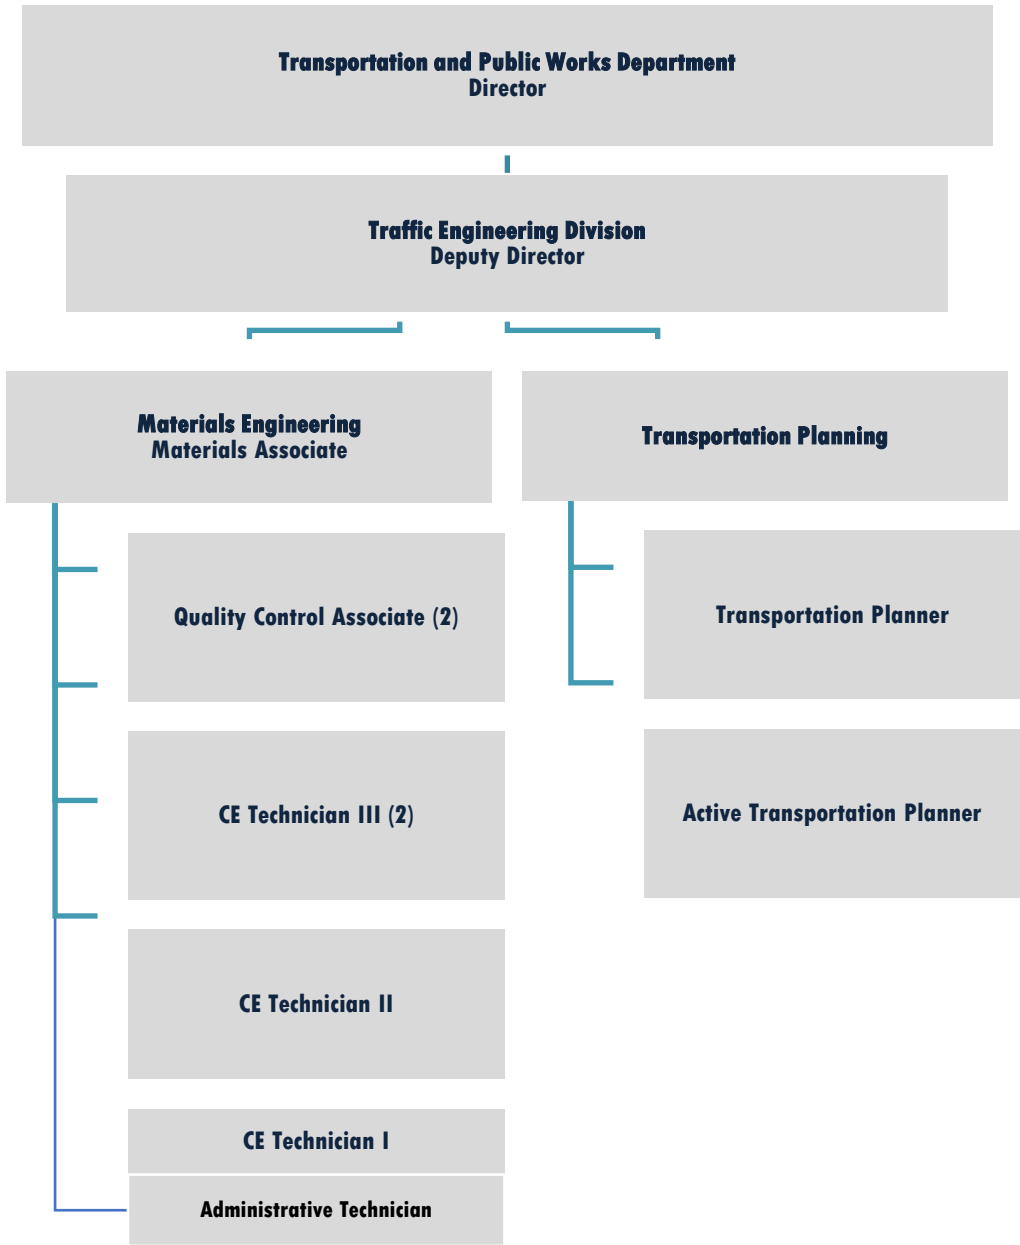 Transportation and Public Works Department
Director
Traffic Engineering Division
Deputy Director
Materials Engineering
Materials Associate
Quality Control Associate (2)
CE Technician III (2)
CE Technician II
CE Technician I
Administrative Technician
Transportation Planning
Transportation Planner
Active Transportation Planner